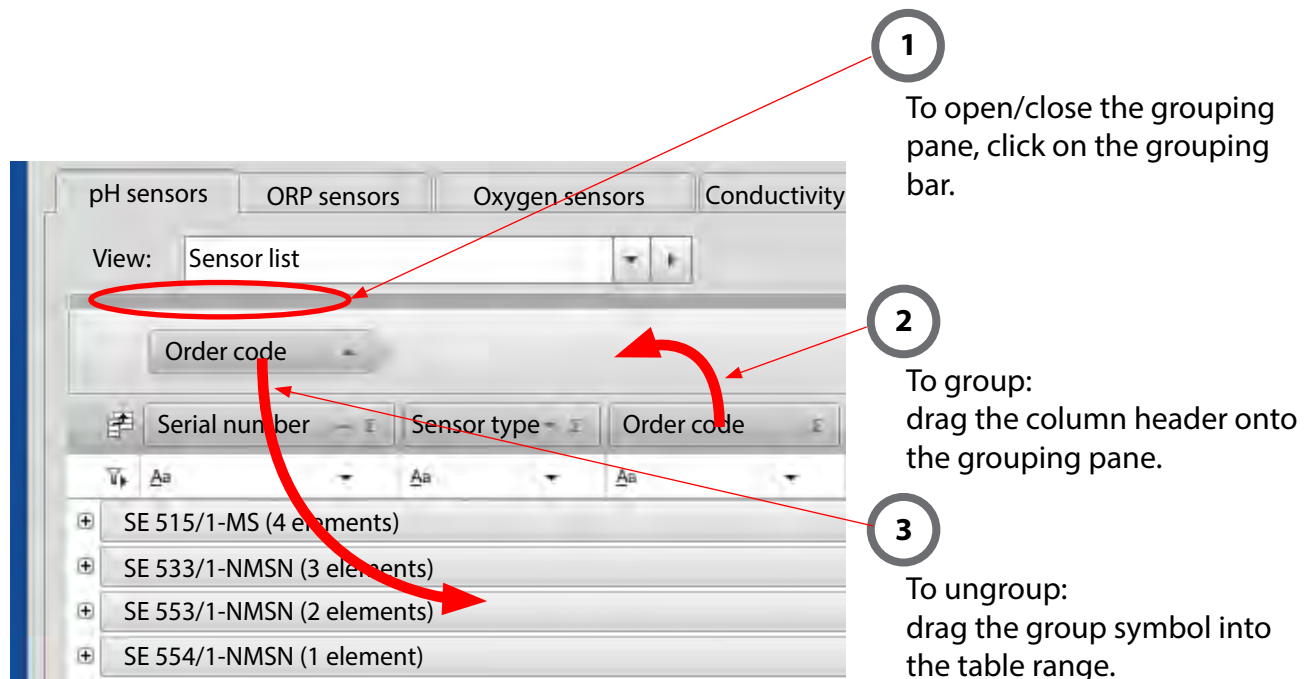 1
To open/close the grouping
pane, click on the grouping
bar.
pH sensors ORP sensors Oxygen sensors Conductivity
View: Sensor list
Order code
2
To group:
drag the column header onto
the grouping pane.
Serial number Σ Sensor type Σ Order code Σ
Aa Aa Aa
3
To ungroup:
drag the group symbol into
the table range.
SE 515/1-MS (4 elements)
SE 533/1-NMSN (3 elements)
SE 553/1-NMSN (2 elements)
SE 554/1-NMSN (1 element)